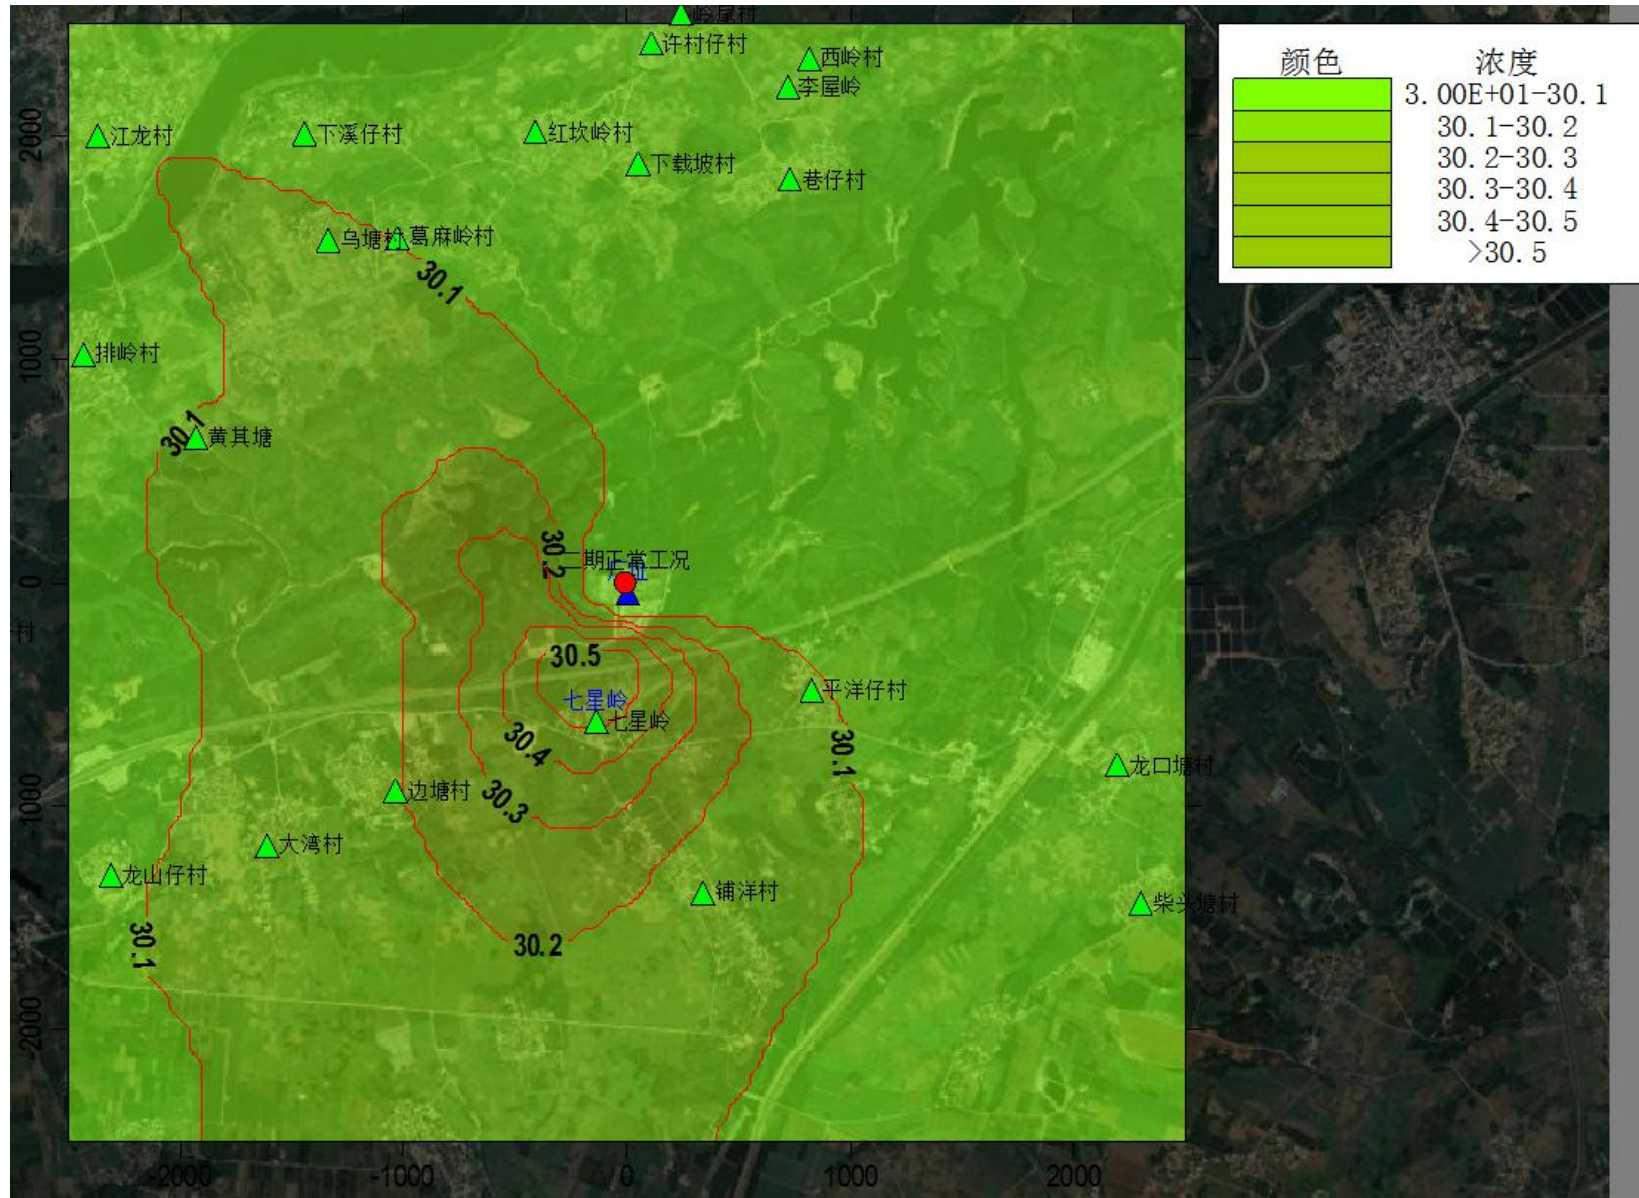 岭尾村
许村仔村
西岭村
李屋岭
江龙村
下溪仔村
红坎岭村
下载坡村
巷仔村
乌塘村
葛麻岭村
30.1
排岭村
30.1
黄其塘
30.2
一期正常工况
厂址
村
30.5
七星岭
七星岭
平洋仔村
30.4
30.1
龙口塘村
边塘村
30.3
大湾村
龙山仔村
铺洋村
柴头塘村
30.1
30.2
2000
1000
0
-1000
-2000
-2000
-1000
0
1000
2000
颜色 浓度
3.00E+01-30.1
30.1-30.2
30.2-30.3
30.3-30.4
30.4-30.5
>30.5